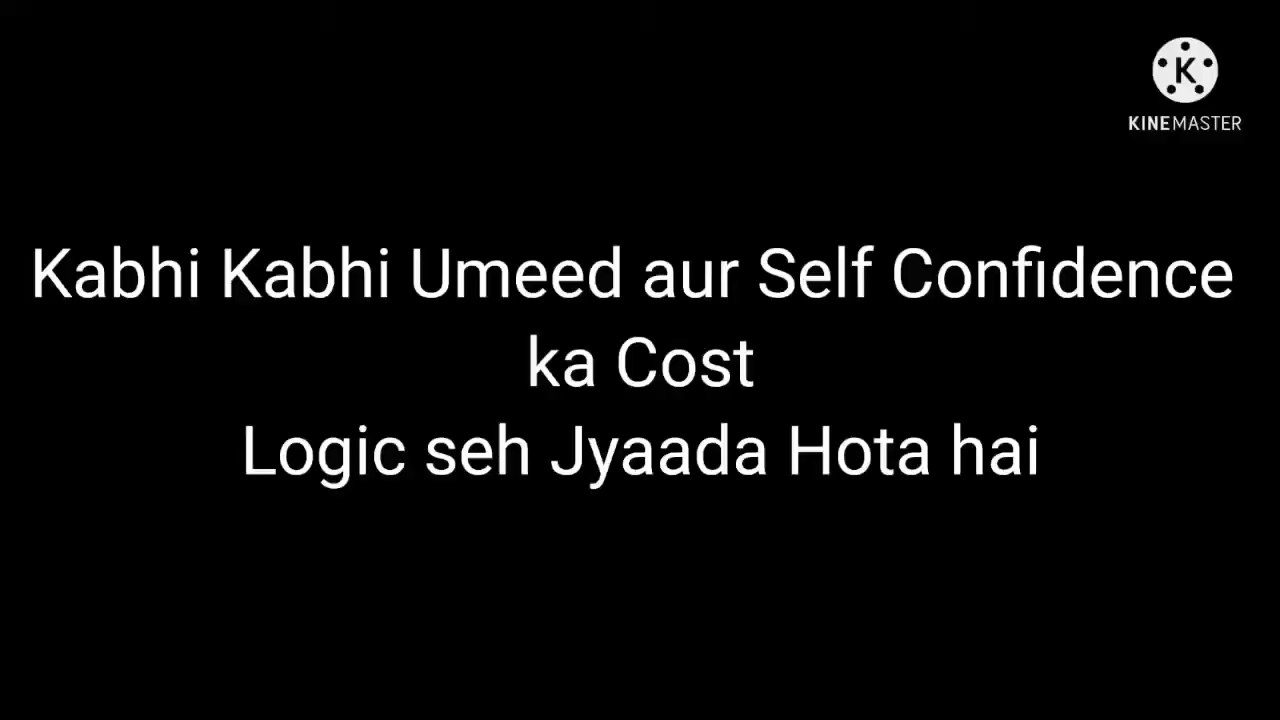 K
KINEMASTER
Kabhi Kabhi Umeed aur Self Confidence
ka Cost
Logic seh Jyaada Hota hai